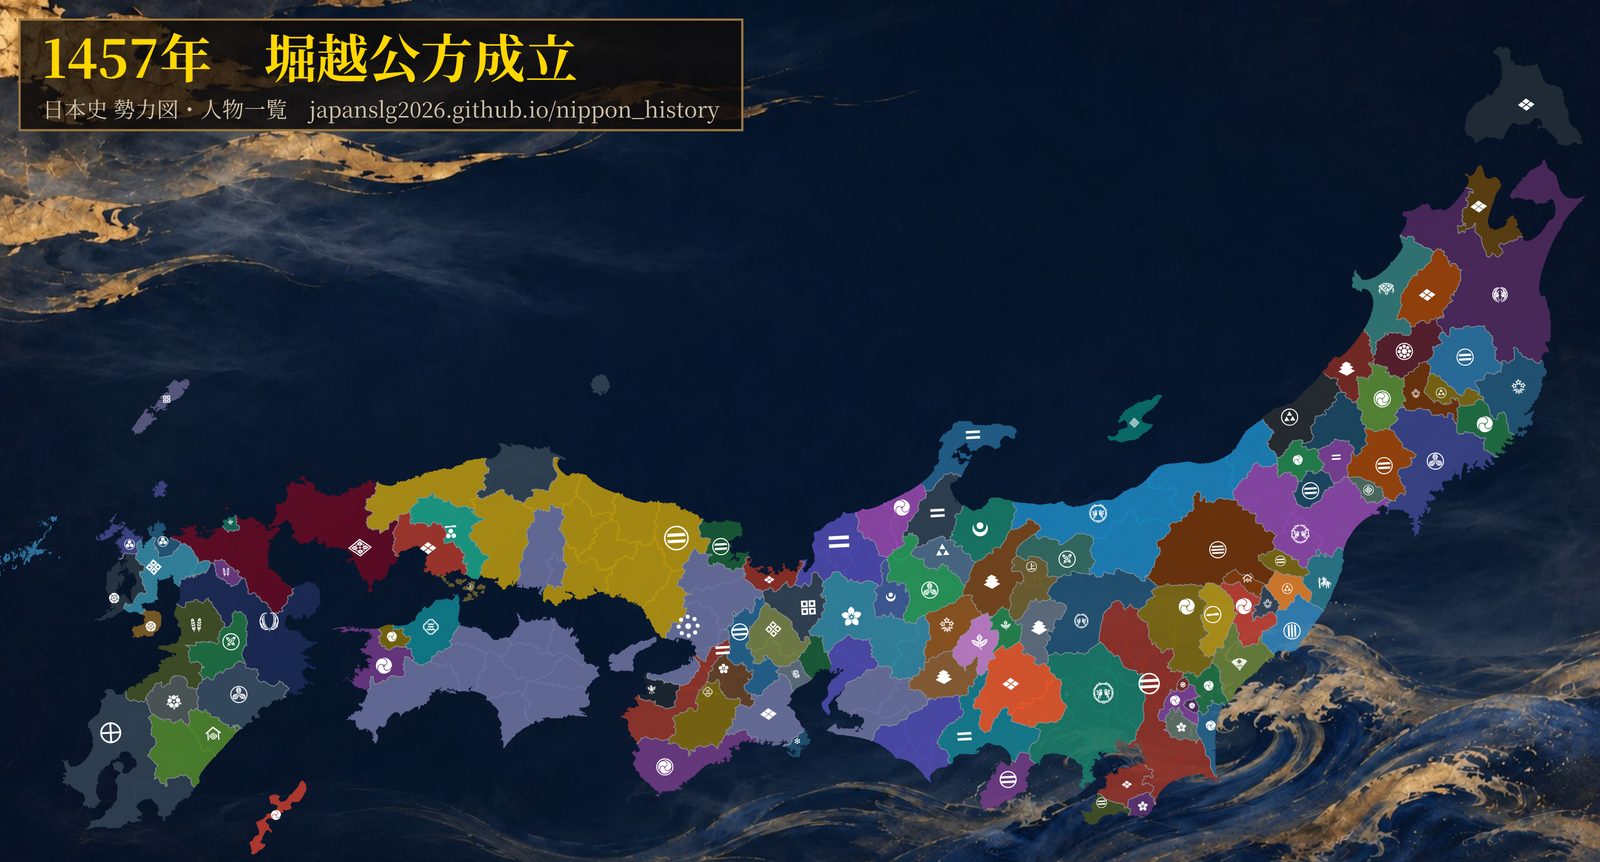 1457年　堀越公方成立
日本史 勢力図・人物一覧　japanslg2026.github.io/nippon_history
上